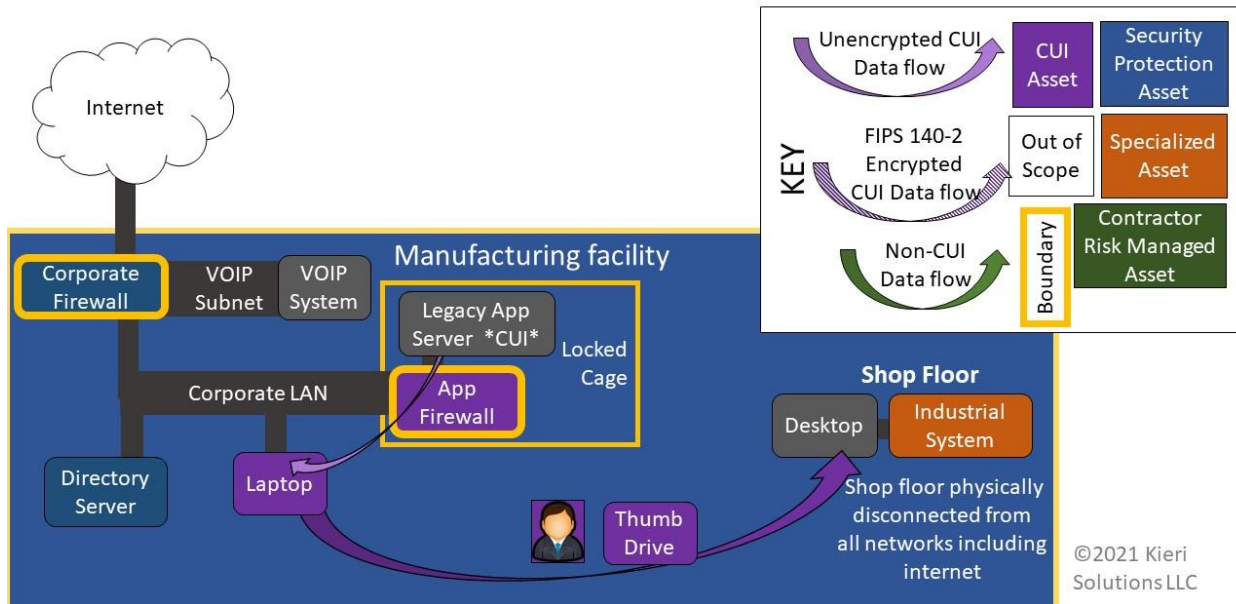 Internet
Corporate
Firewall
VOIP
Subnet
VOIP
System
Manufacturing facility
Legacy App
Server *CUI*
Locked
Cage
App
Firewall
Corporate LAN
Directory
Server
Laptop
Thumb
Drive
Shop Floor
Desktop
Industrial
System
Shop floor physically
disconnected from
all networks including
internet
KEY
Unencrypted CUI
Data flow
CUI
Asset
Security
Protection
Asset
FIPS 140-2
Encrypted
CUI Data flow
Out of
Scope
Specialized
Asset
Non-CUI
Data flow
Boundary
Contractor
Risk Managed
Asset
©2021 Kieri
Solutions LLC